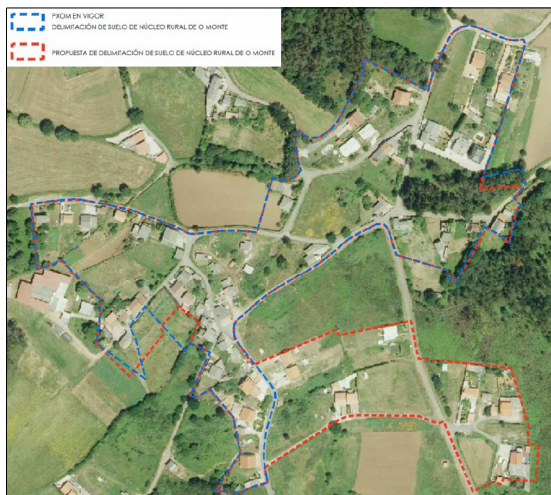 PXOM EN VIGOR
DELIMITACIÓN DE SUELO DE NÚCLEO RURAL DE O MONTE
PROPUESTA DE DELIMITACIÓN DE SUELO DE NÚCLEO RURAL DE O MONTE